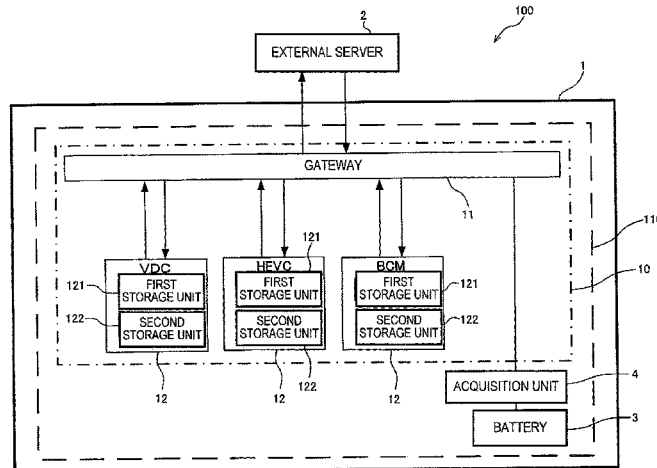 100
2
EXTERNAL SERVER
1
GATEWAY
11
110
10
VDC
HEVC
BCM
121
121
FIRST
STORAGE UNIT
FIRST
STORAGE UNIT
FIRST
STORAGE UNIT
121
122
SECOND
STORAGE UNIT
SECOND
STORAGE UNIT
SECOND
STORAGE UNIT
122
12
12
122
12
ACQUISITION UNIT
4
BATTERY
3